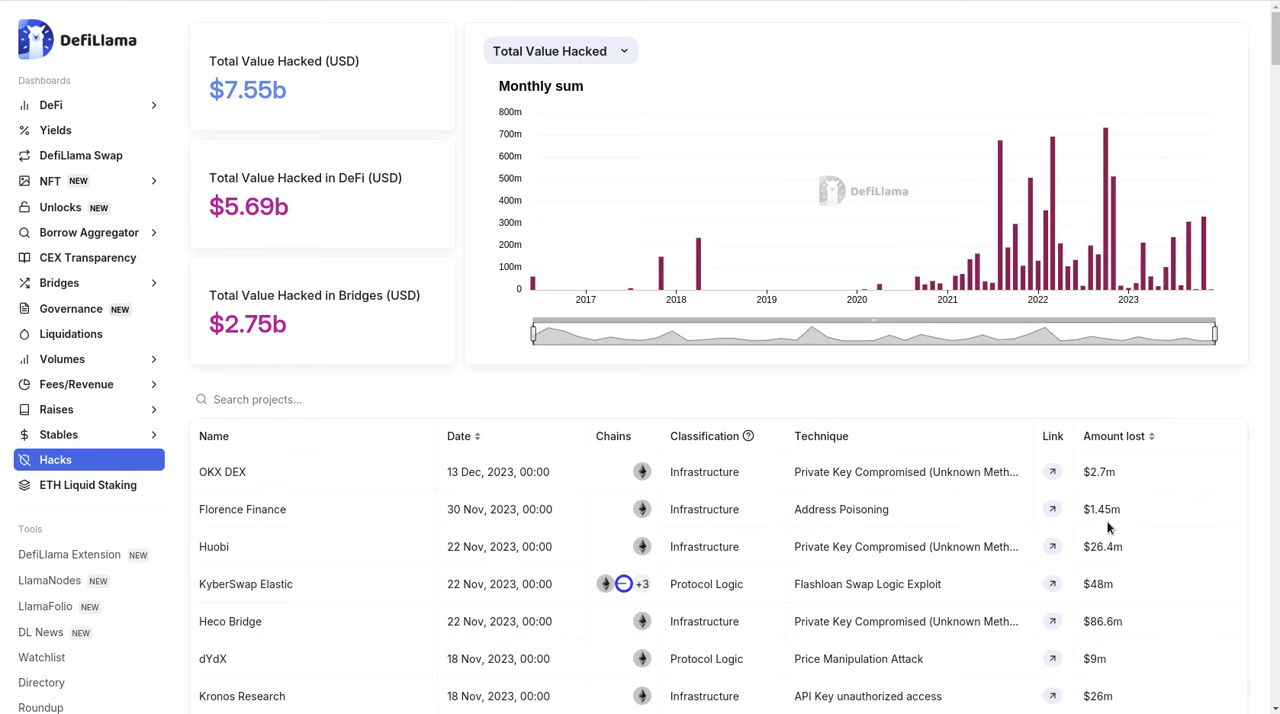 DefiLlama
Dashboards
DeFi
Yields
DefiLlama Swap
NFT NEW
Unlocks NEW
Borrow Aggregator
CEX Transparency
Bridges
Governance NEW
Liquidations
Volumes
Fees/Revenue
Raises
Stables
Hacks
ETH Liquid Staking
Tools
DefiLlama Extension NEW
LlamaNodes NEW
LlamaFolio NEW
DL News NEW
Watchlist
Directory
Roundup
Total Value Hacked (USD)
$7.55b
Total Value Hacked in DeFi (USD)
$5.69b
Total Value Hacked in Bridges (USD)
$2.75b
Total Value Hacked
Monthly sum
800m
700m
600m
500m
400m
300m
200m
100m
0
DefiLlama
2017 2018 2019 2020 2021 2022 2023
Search projects...
Name Date Chains Classification Technique Link Amount lost
OKX DEX 13 Dec, 2023, 00:00 Infrastructure Private Key Compromised (Unknown Meth... $2.7m
Florence Finance 30 Nov, 2023, 00:00 Infrastructure Address Poisoning $1.45m
Huobi 22 Nov, 2023, 00:00 Infrastructure Private Key Compromised (Unknown Meth... $26.4m
KyberSwap Elastic 22 Nov, 2023, 00:00 +3 Protocol Logic Flashloan Swap Logic Exploit $48m
Heco Bridge 22 Nov, 2023, 00:00 Infrastructure Private Key Compromised (Unknown Meth... $86.6m
dYdX 18 Nov, 2023, 00:00 Protocol Logic Price Manipulation Attack $9m
Kronos Research 18 Nov, 2023, 00:00 Infrastructure API Key unauthorized access $26m